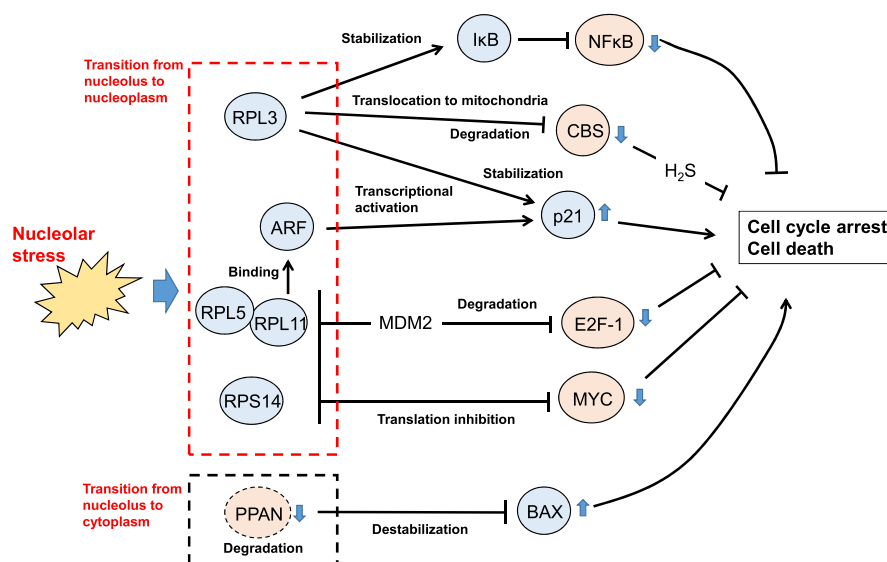 Transition from
nucleolus to
nucleoplasm
Stabilization
IκB
NFκB
RPL3
Translocation to mitochondria
Degradation
CBS
H2S
Stabilization
Transcriptional
activation
p21
ARF
Nucleolar
stress
Binding
Cell cycle arrest
Cell death
RPL5
RPL11
MDM2
Degradation
E2F-1
RPS14
Translation inhibition
MYC
Transition from
nucleolus to
cytoplasm
PPAN
Degradation
Destabilization
BAX